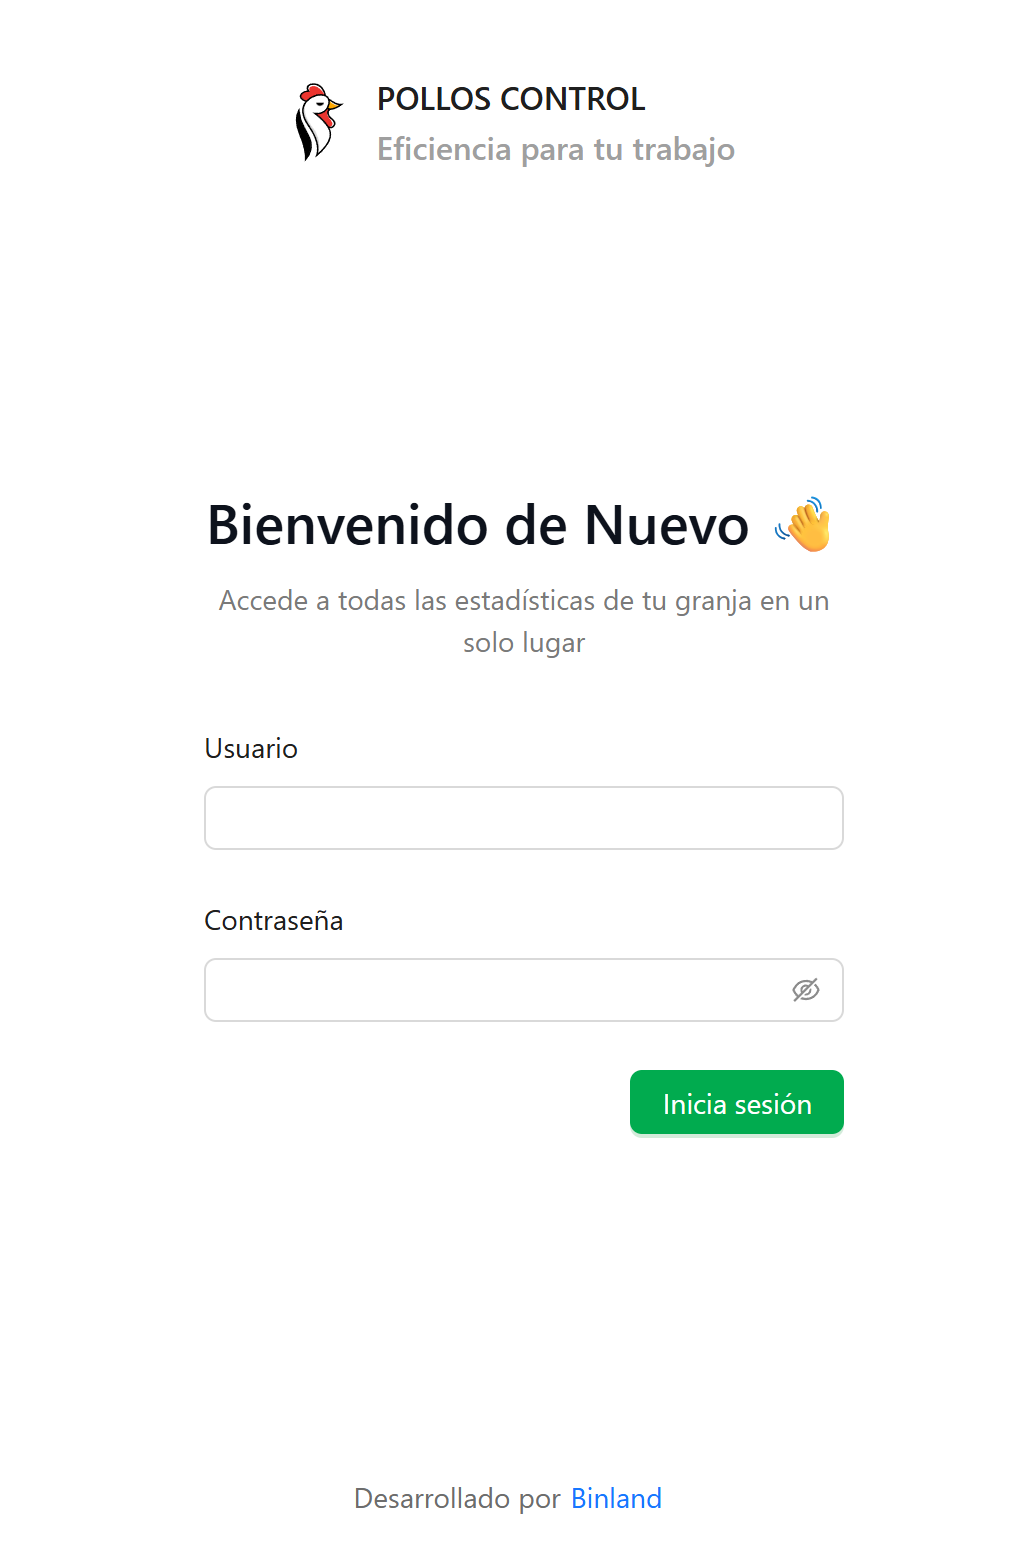 POLLOS CONTROL
Eficiencia para tu trabajo
Bienvenido de Nuevo 👋
Accede a todas las estadísticas de tu granja en un
solo lugar
Usuario
Contraseña
Inicia sesión
Desarrollado por Binland